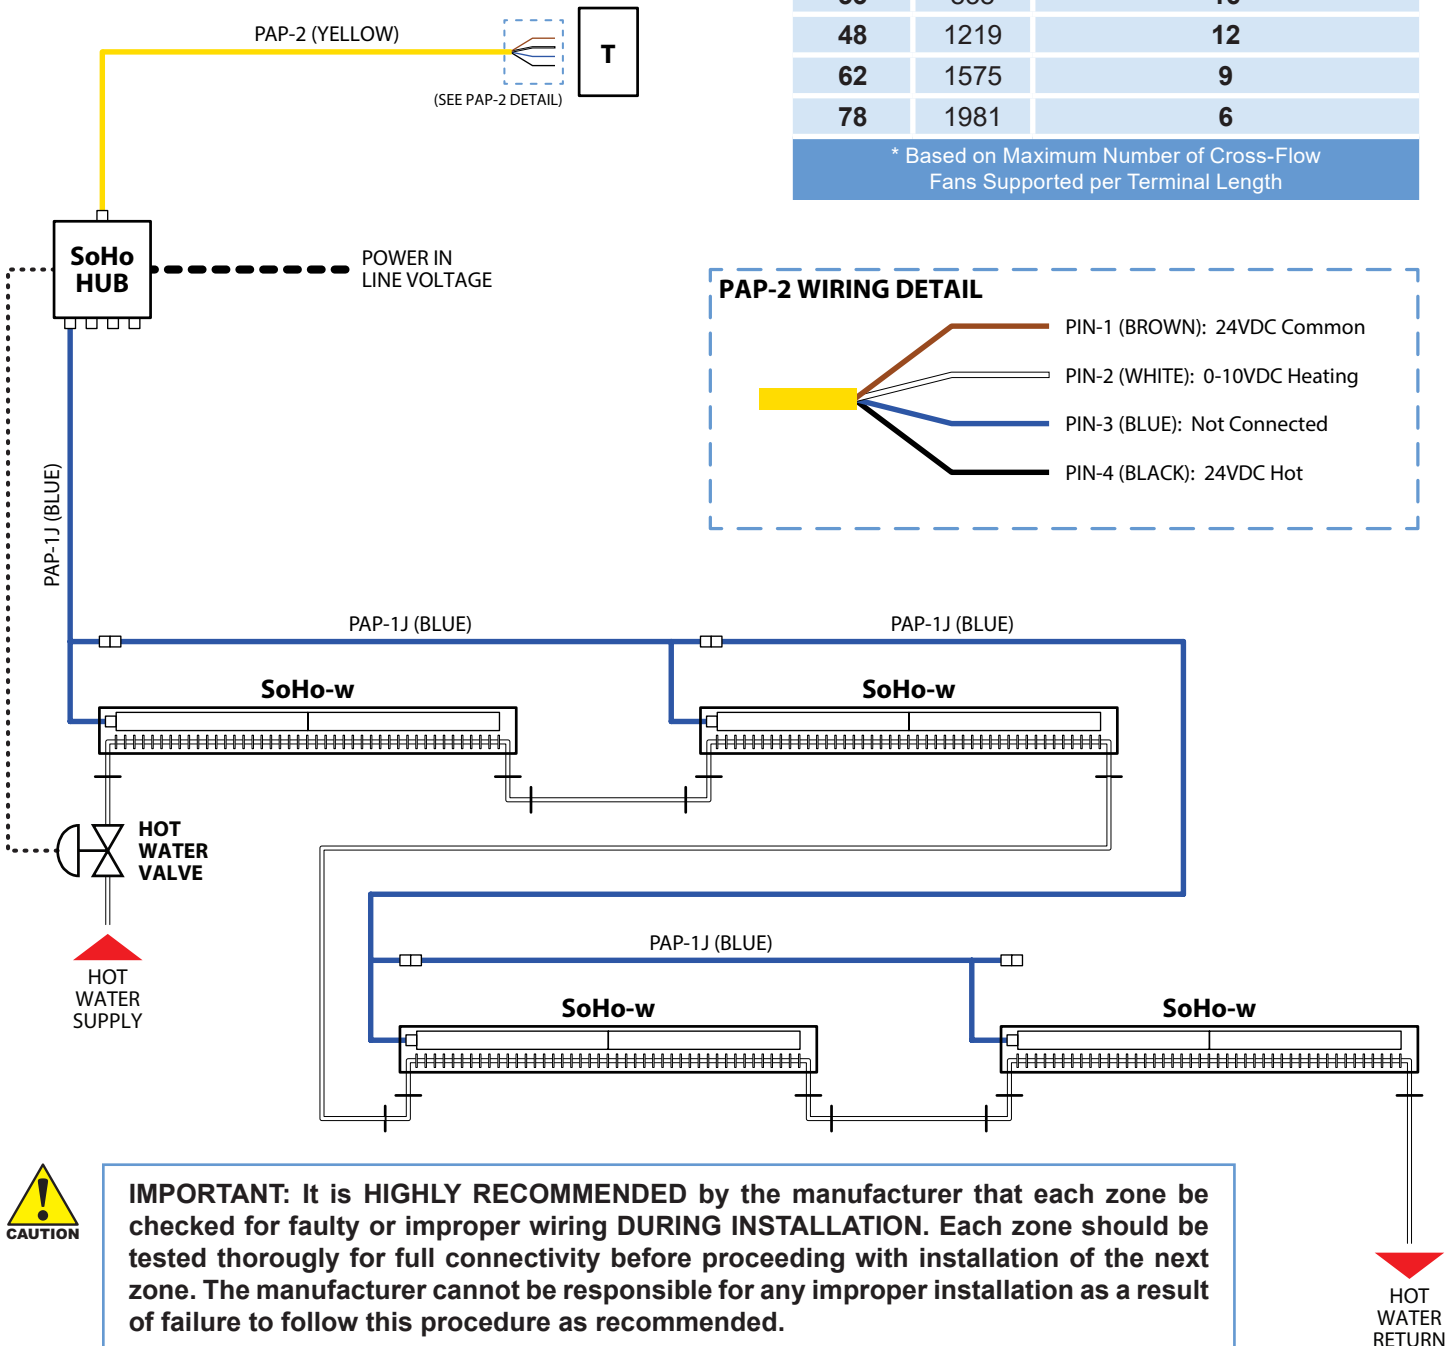 PAP-2 (YELLOW)
T
(SEE PAP-2 DETAIL)
48 1219 12
62 1575 9
78 1981 6
* Based on Maximum Number of Cross-Flow
Fans Supported per Terminal Length
SoHo
HUB
POWER IN
LINE VOLTAGE
PAP-2 WIRING DETAIL
PIN-1 (BROWN): 24VDC Common
PIN-2 (WHITE): 0-10VDC Heating
PIN-3 (BLUE): Not Connected
PIN-4 (BLACK): 24VDC Hot
PAP-1J (BLUE)
PAP-1J (BLUE)
PAP-1J (BLUE)
SoHo-w
SoHo-w
HOT
WATER
VALVE
HOT
WATER
SUPPLY
PAP-1J (BLUE)
SoHo-w
SoHo-w
CAUTION
IMPORTANT: It is HIGHLY RECOMMENDED by the manufacturer that each zone be
checked for faulty or improper wiring DURING INSTALLATION. Each zone should be
tested thorougly for full connectivity before proceeding with installation of the next
zone. The manufacturer cannot be responsible for any improper installation as a result
of failure to follow this procedure as recommended.
HOT
WATER
RETURN